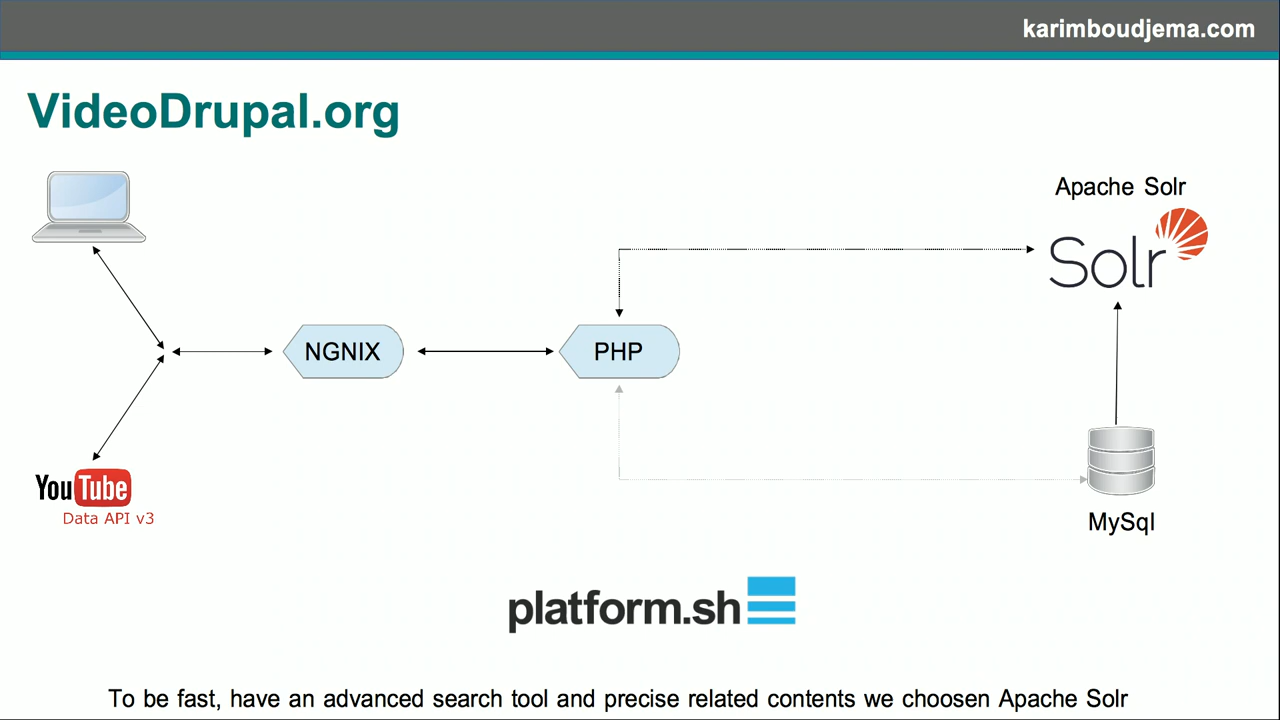 karimboudjema.com
VideoDrupal.org
Apache Solr
Solr
NGNIX
PHP
YouTube
Data API v3
MySql
platform.sh
To be fast, have an advanced search tool and precise related contents we choosen Apache Solr